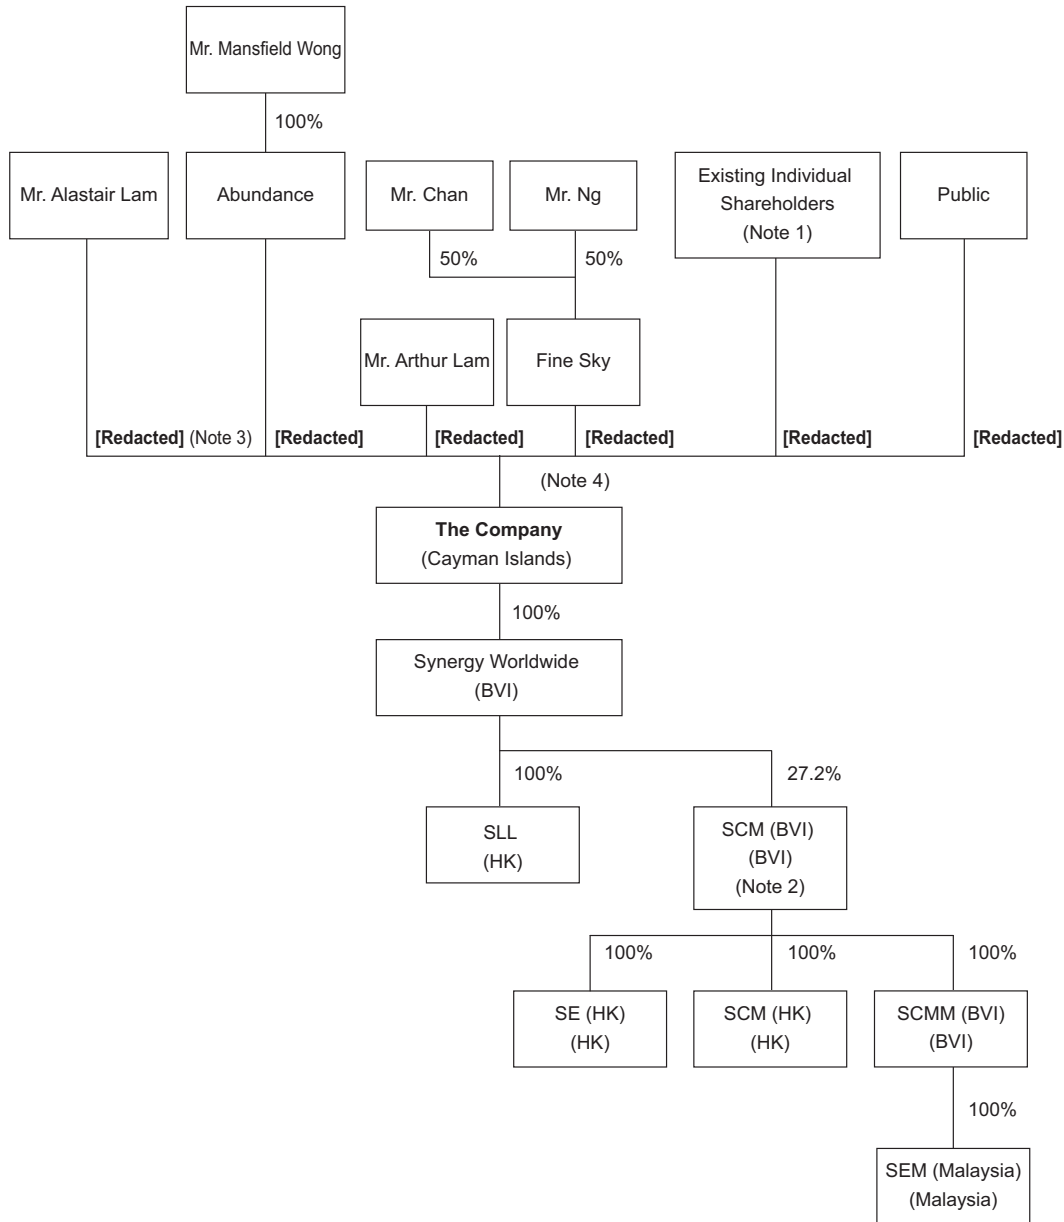 Mr. Mansfield Wong
100%
Mr. Alastair Lam
Abundance
Mr. Chan
Mr. Ng
Existing Individual
Shareholders
(Note 1)
Public
50%
50%
Mr. Arthur Lam
Fine Sky
[Redacted] (Note 3)
[Redacted]
[Redacted]
[Redacted]
[Redacted]
[Redacted]
(Note 4)
The Company
(Cayman Islands)
100%
Synergy Worldwide
(BVI)
100%
27.2%
SLL
(HK)
SCM (BVI)
(BVI)
(Note 2)
100%
100%
100%
SE (HK)
(HK)
SCM (HK)
(HK)
SCMM (BVI)
(BVI)
100%
SEM (Malaysia)
(Malaysia)